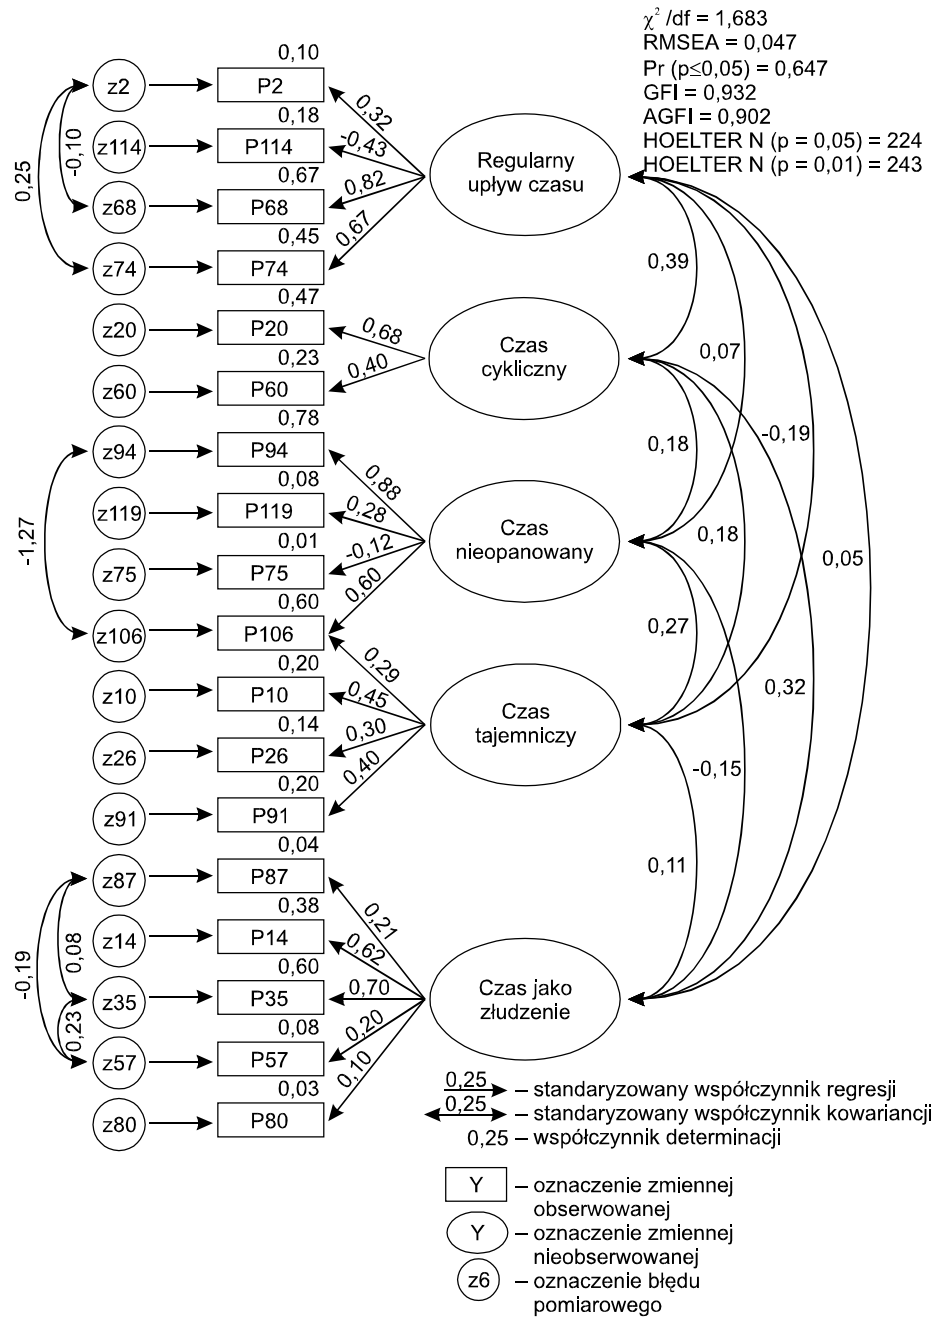 χ² /df = 1,683
RMSEA = 0,047
Pr (p≤0,05) = 0,647
GFI = 0,932
AGFI = 0,902
HOELTER N (p = 0,05) = 224
HOELTER N (p = 0,01) = 243
0,10
z2
P2
0,32
0,18
z114
P114
-0,43
-0,10
0,25
0,67
z68
P68
0,82
0,45
z74
P74
0,67
Regularny
upływ czasu
0,47
z20
P20
0,68
0,23
z60
P60
0,40
Czas
cykliczny
0,39
0,07
0,78
z94
P94
0,88
0,08
z119
P119
0,28
-1,27
0,01
z75
P75
-0,12
0,60
z106
P106
0,60
Czas
nieopanowany
0,18
-0,19
0,18
0,05
0,29
0,20
z10
P10
0,45
0,14
z26
P26
0,30
0,20
z91
P91
0,40
Czas
tajemniczy
0,27
0,32
-0,15
0,04
z87
P87
0,21
0,38
z14
P14
0,62
0,08
-0,19
0,60
z35
P35
0,70
0,23
0,08
z57
P57
0,20
0,03
z80
P80
0,10
Czas jako
złudzenie
0,11
0,25 – standaryzowany współczynnik regresji
0,25 – standaryzowany współczynnik kowariancji
0,25 – współczynnik determinacji
Y – oznaczenie zmiennej
obserwowanej
Y – oznaczenie zmiennej
nieobserwowanej
z6 – oznaczenie błędu
pomiarowego